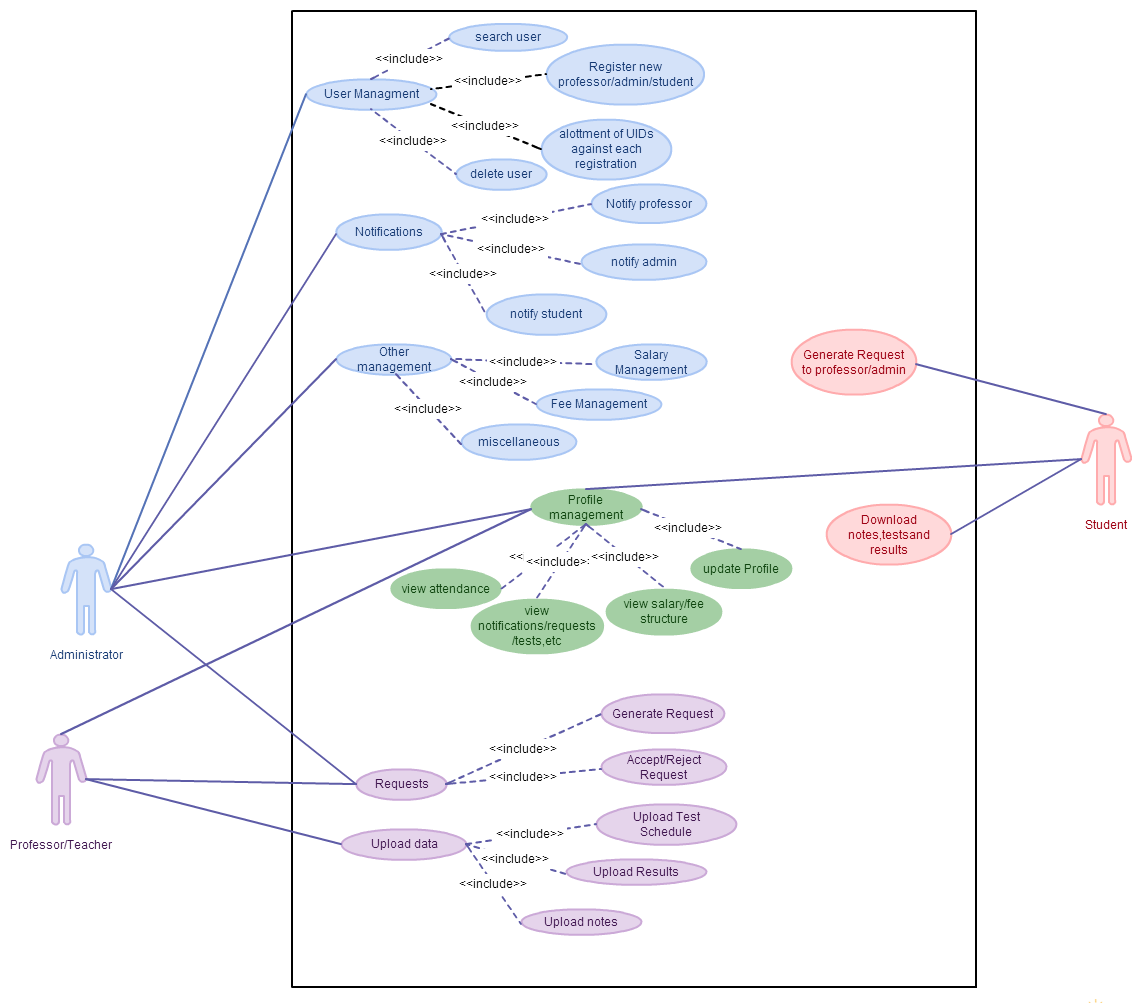 search user
<<include>>
Register new
professor/admin/student
<<include>>
User Managment
<<include>>
alottment of UIDs
against each
registration
<<include>>
delete user
Notify professor
<<include>>
Notifications
<<include>>
notify admin
<<include>>
notify student
Other
management
<<include>>
Salary
Management
<<include>>
Fee Management
<<include>>
miscellaneous
Generate Request
to professor/admin
Profile
management
<<include>>
Download
notes,testsand
results
Student
<<
<<include>:
<<include>>
update Profile
view attendance
view
notifications/requests
/tests,etc
view salary/fee
structure
Administrator
Generate Request
<<include>>
Accept/Reject
Request
<<include>>
Requests
Professor/Teacher
Upload data
<<include>>
Upload Test
Schedule
<<include>>
Upload Results
<<include>>
Upload notes